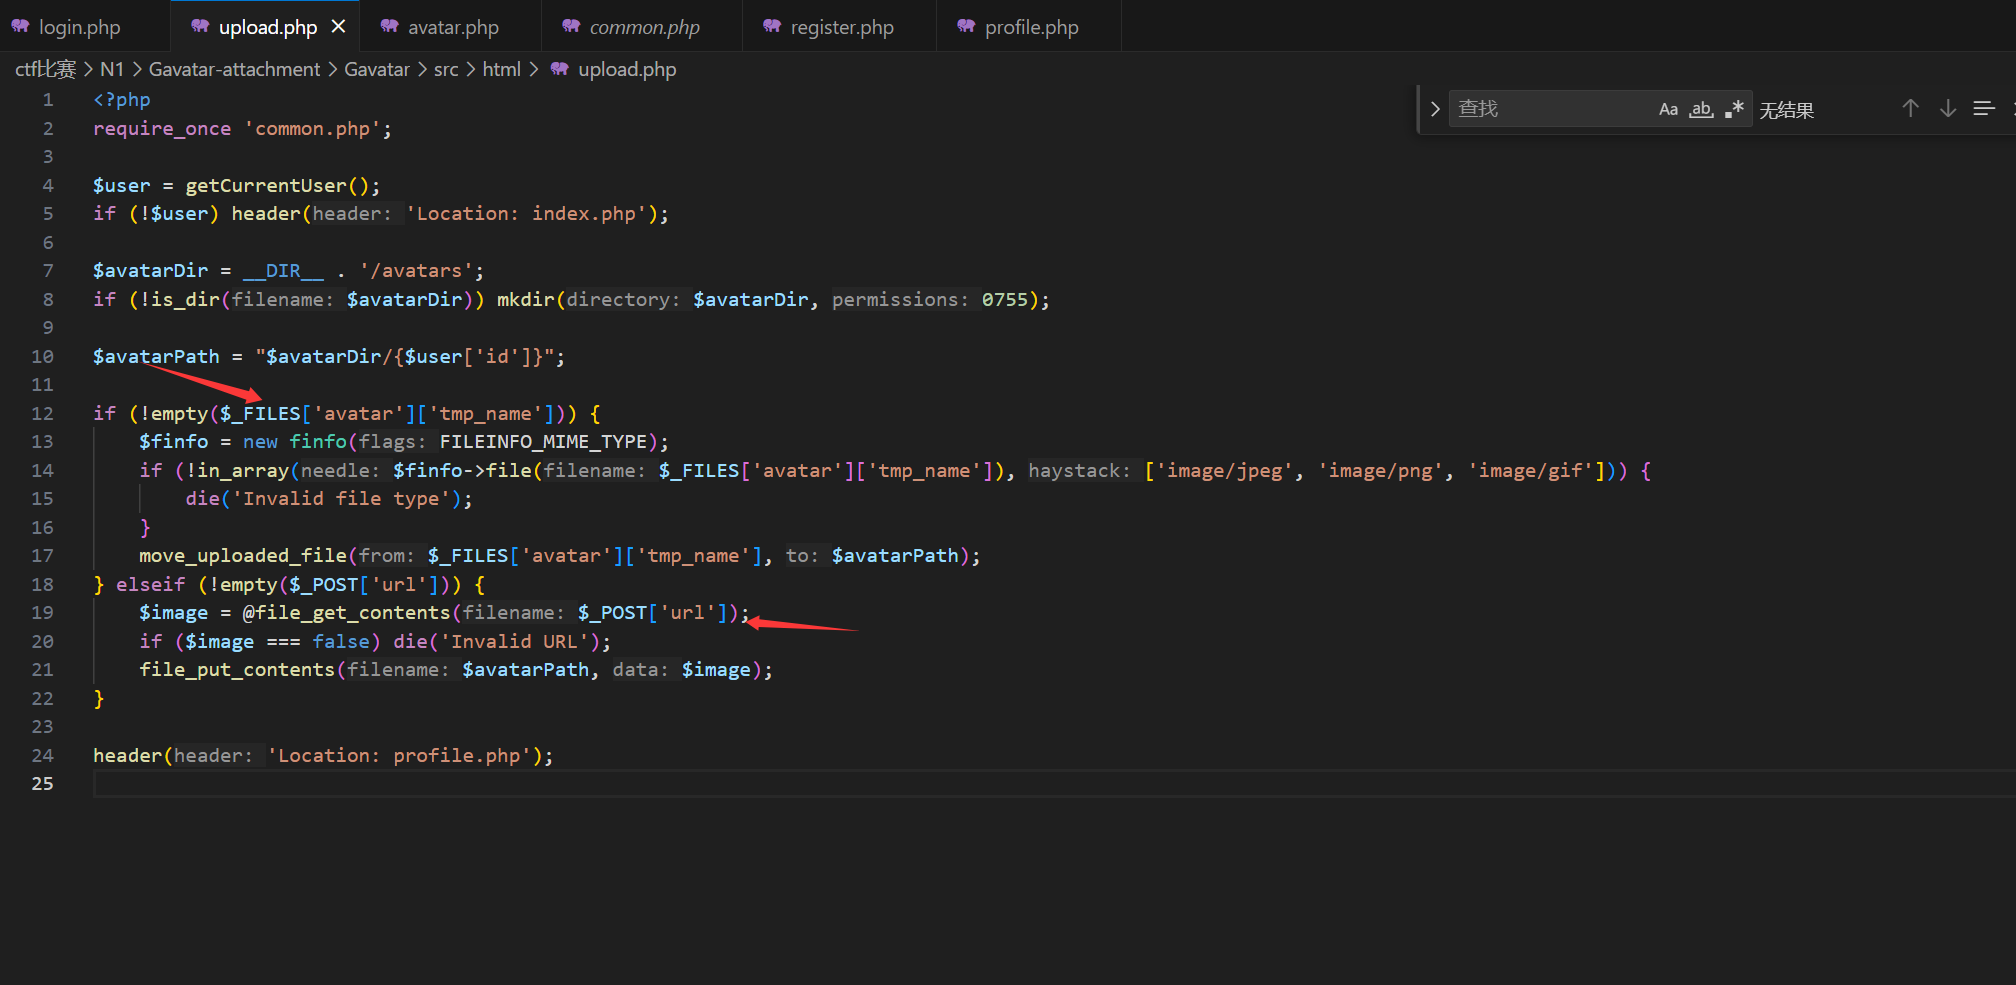 login.php upload.php avatar.php common.php register.php profile.php
ctf比赛 > N1 > Gavatar-attachment > Gavatar > src > html > upload.php
查找 Aa ab .* 无结果
1 <?php
2 require_once 'common.php';
3
4 $user = getCurrentUser();
5 if (!$user) header(header: 'Location: index.php');
6
7 $avatarDir = __DIR__ . '/avatars';
8 if (!is_dir(filename: $avatarDir)) mkdir(directory: $avatarDir, permissions: 0755);
9
10 $avatarPath = "$avatarDir/{$user['id']}";
11
12 if (!empty($_FILES['avatar']['tmp_name'])) {
13 $finfo = new finfo(flags: FILEINFO_MIME_TYPE);
14 if (!in_array(needle: $finfo->file(filename: $_FILES['avatar']['tmp_name']), haystack: ['image/jpeg', 'image/png', 'image/gif'])) {
15 die('Invalid file type');
16 }
17 move_uploaded_file(from: $_FILES['avatar']['tmp_name'], to: $avatarPath);
18 } elseif (!empty($_POST['url'])) {
19 $image = @file_get_contents(filename: $_POST['url']);
20 if ($image === false) die('Invalid URL');
21 file_put_contents(filename: $avatarPath, data: $image);
22 }
23
24 header(header: 'Location: profile.php');
25